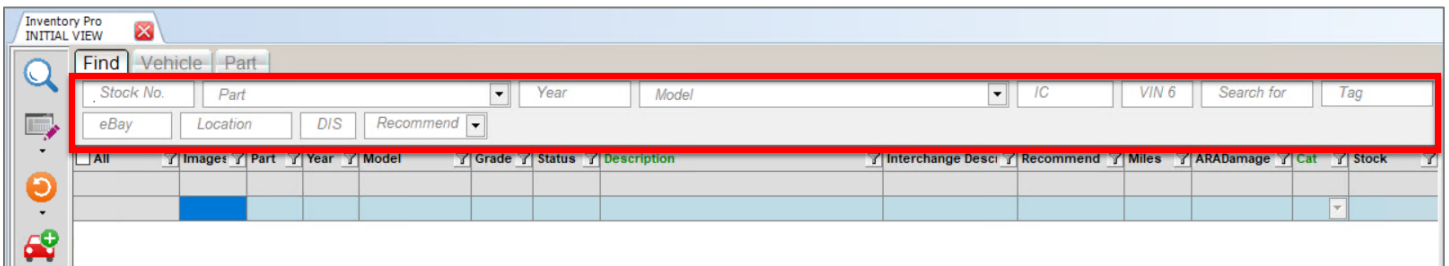 Inventory Pro
INITIAL VIEW
Find Vehicle Part
Stock No. Part Year Model IC VIN 6 Search for Tag
eBay Location DIS Recommend
All Images Part Year Model Grade Status Description Interchange Desci Recommend Miles ARADamage Cat Stock